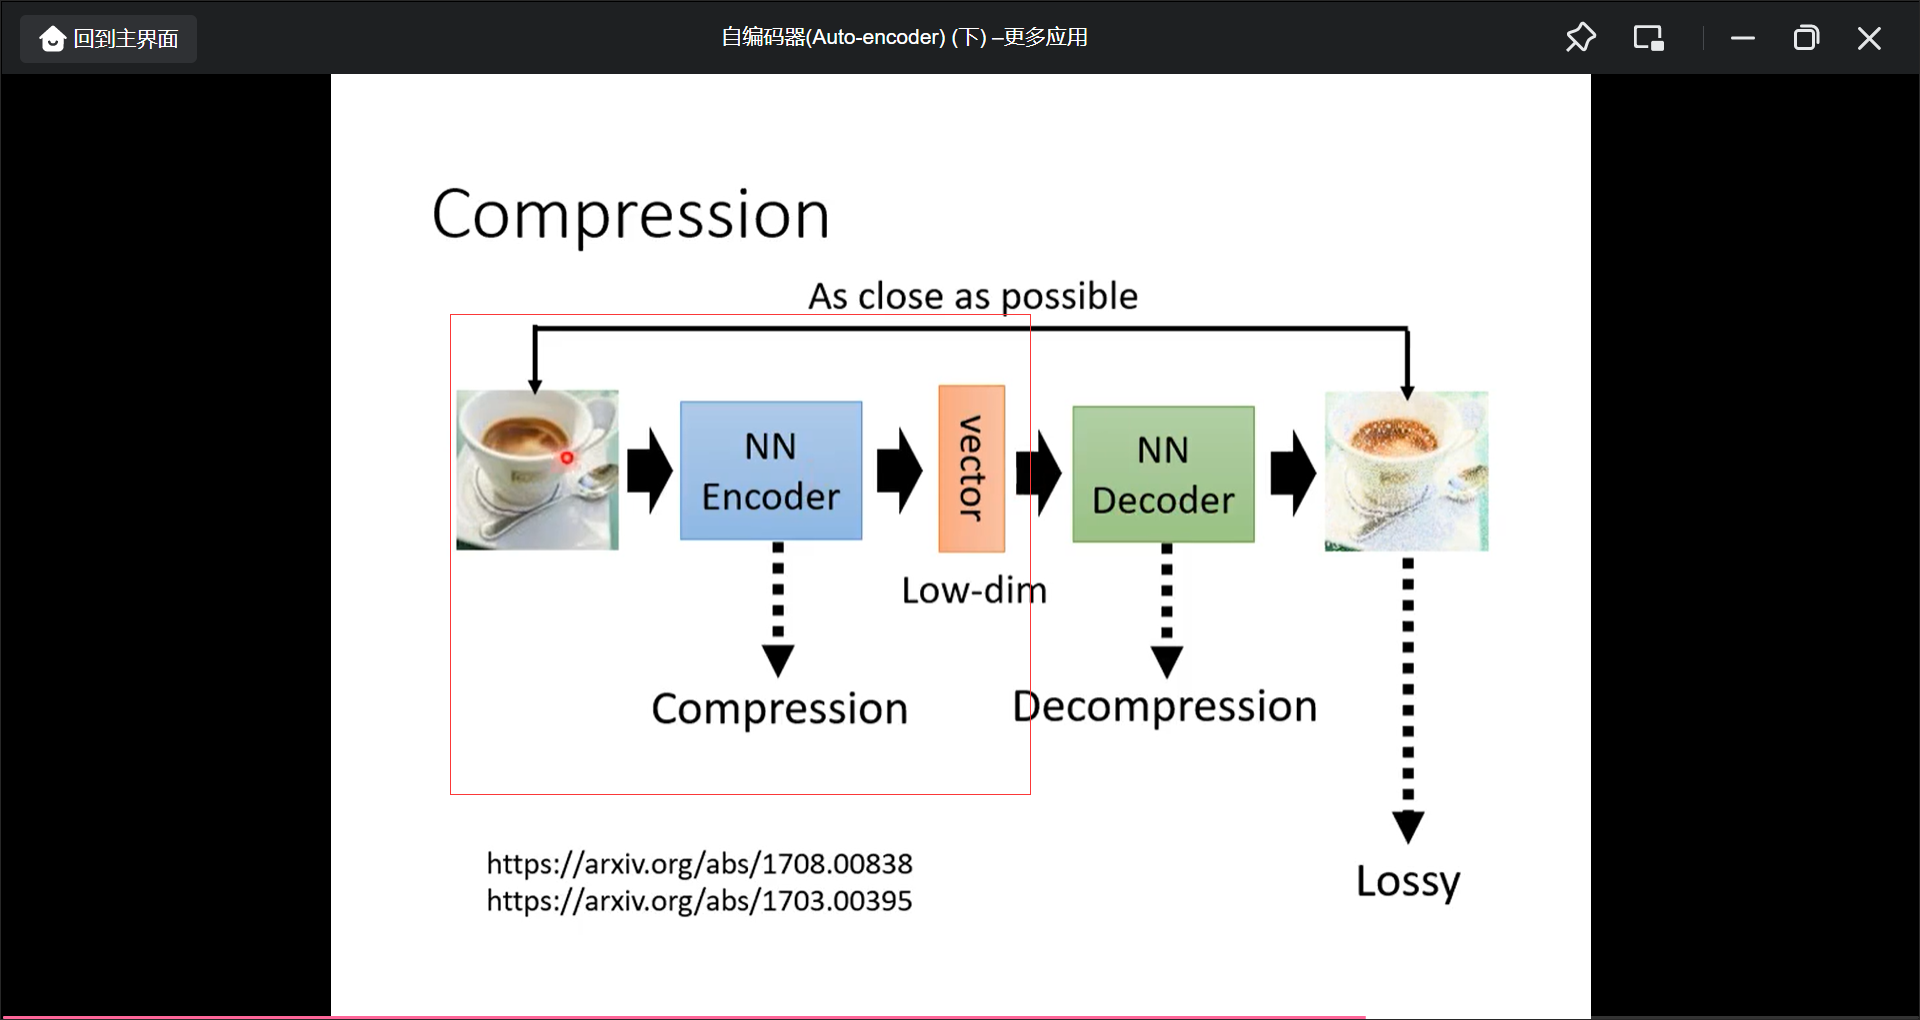 回到主界面
自编码器(Auto-encoder) (下) –更多应用
Compression
As close as possible
NN
Encoder
vector
NN
Decoder
Low-dim
Compression
Decompression
https://arxiv.org/abs/1708.00838
https://arxiv.org/abs/1703.00395
Lossy